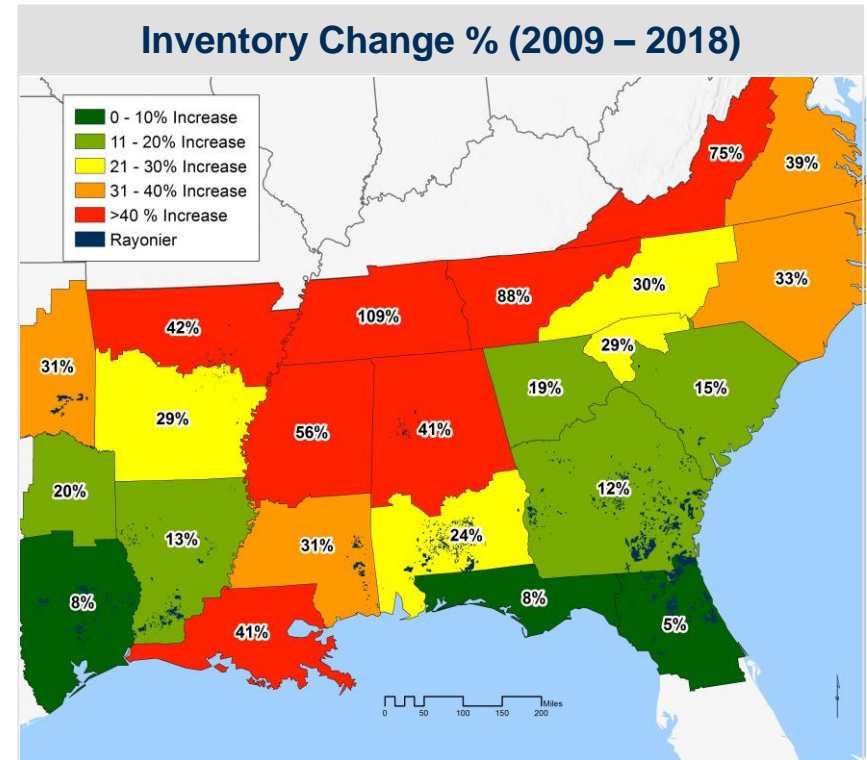 Inventory Change % (2009 – 2018)
0 - 10% Increase
11 - 20% Increase
21 - 30% Increase
31 - 40% Increase
>40 % Increase
Rayonier
75%
39%
30%
33%
88%
109%
42%
31%
29%
29%
19%
15%
56%
41%
20%
12%
13%
31%
24%
8%
8%
5%
41%
Miles
0 50 100 150 200